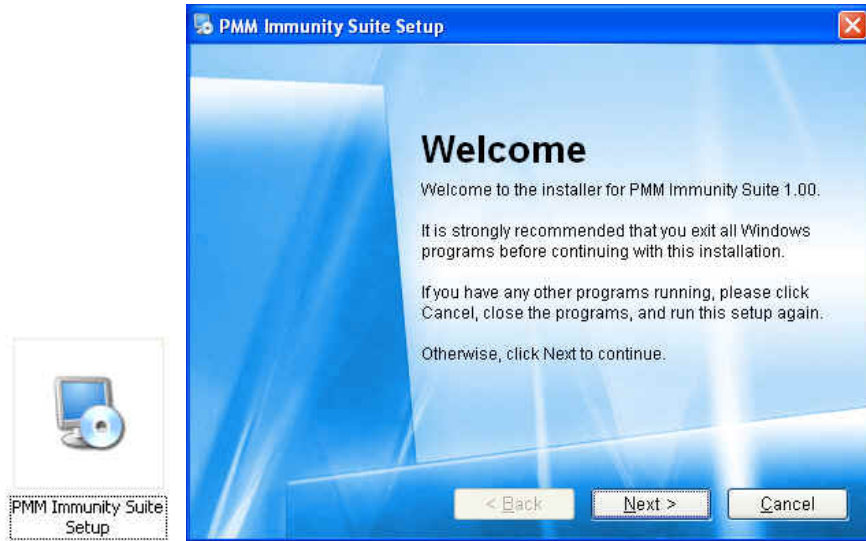 PMM Immunity Suite Setup
Welcome
Welcome to the installer for PMM Immunity Suite 1.00.
It is strongly recommended that you exit all Windows
programs before continuing with this installation.
If you have any other programs running, please click
Cancel, close the programs, and run this setup again.
Otherwise, click Next to continue.
< Back
Next >
Cancel
PMM Immunity Suite
Setup